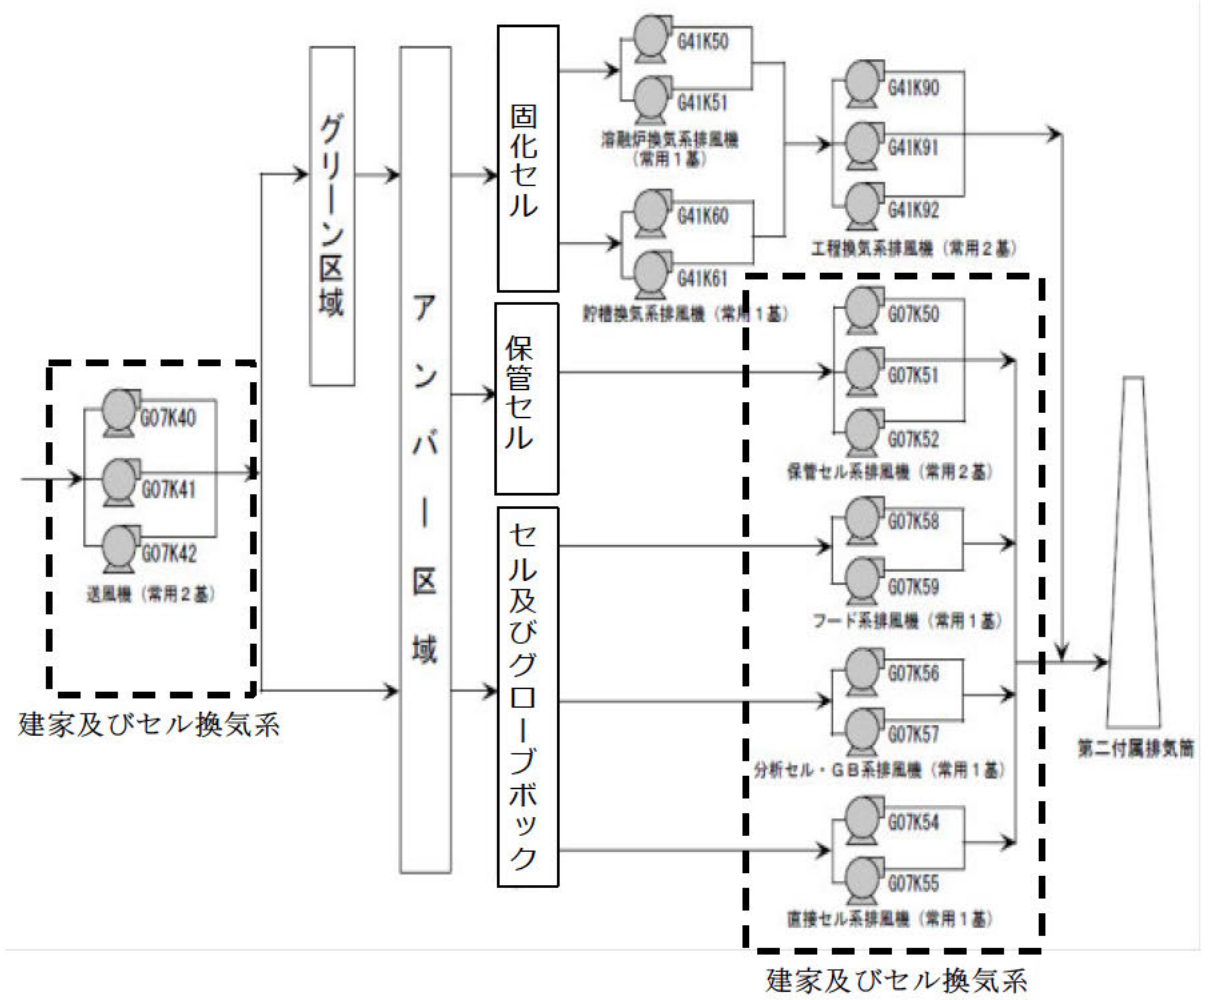 グリーン区域
アンバー区域
固化セル
保管セル
セル及びグローブボック
G41K50
G41K51
溶融炉換気系排風機
(常用1基)
G41K60
G41K61
貯槽換気系排風機（常用1基）
G41K90
G41K91
G41K92
工程換気系排風機（常用2基）
G07K40
G07K41
G07K42
送風機（常用2基）
建家及びセル換気系
G07K50
G07K51
G07K52
保管セル系排風機（常用2基）
G07K58
G07K59
フード系排風機（常用1基）
G07K56
G07K57
分析セル・GB系排風機（常用1基）
G07K54
G07K55
直接セル系排風機（常用1基）
建家及びセル換気系
第二付属排気筒